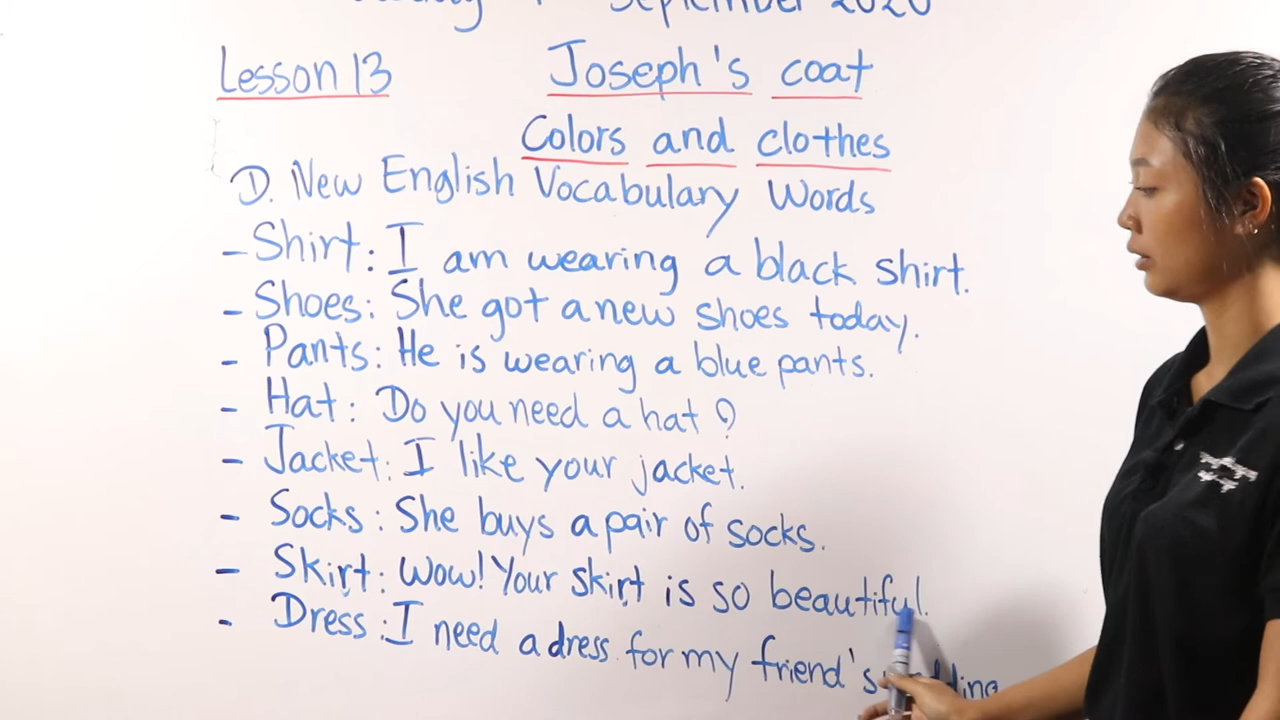 September 2020
Lesson 13 Joseph's coat
Colors and clothes
D. New English Vocabulary Words
- Shirt: I am wearing a black shirt.
- Shoes: She got a new shoes today.
- Pants: He is wearing a blue pants.
- Hat: Do you need a hat?
- Jacket: I like your jacket.
- Socks: She buys a pair of socks.
- Skirt: Wow! Your skirt is so beautiful.
- Dress: I need a dress for my friend's